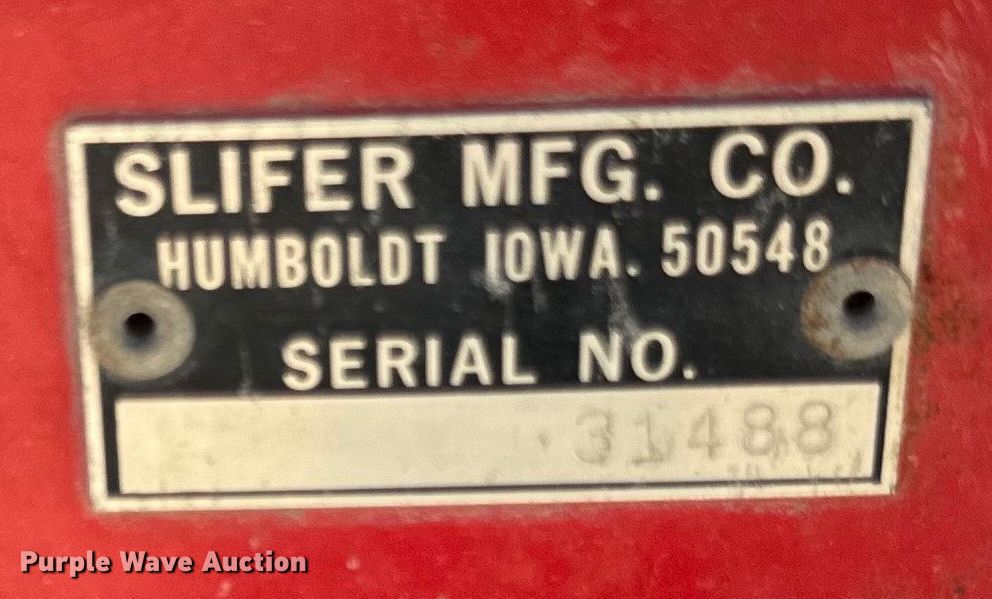 SLIFER MFG. CO.
HUMBOLDT IOWA. 50548
SERIAL NO.
31488
Purple Wave Auction